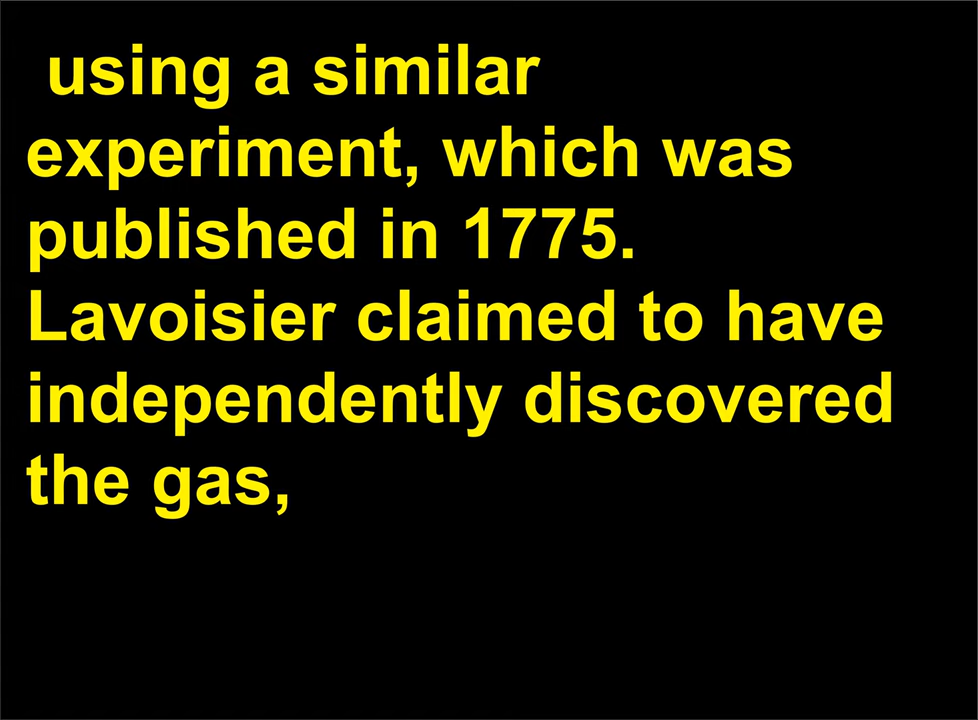 using a similar
experiment, which was
published in 1775.
Lavoisier claimed to have
independently discovered
the gas,